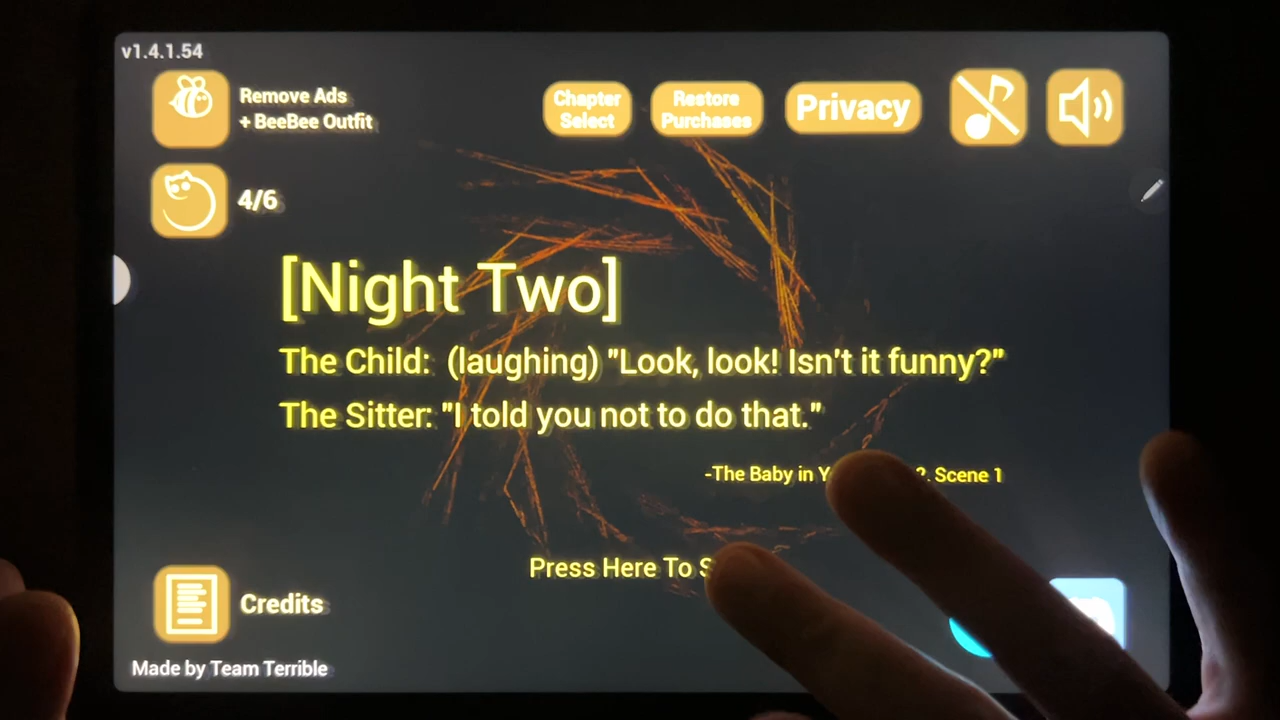 v1.4.1.54
Remove Ads
+ BeeBee Outfit
Chapter
Select
Restore
Purchases
Privacy
4/6
[Night Two]
The Child: (laughing) "Look, look! Isn't it funny?"
The Sitter: "I told you not to do that."
-The Baby in Scene 1
Press Here To
Credits
Made by Team Terrible